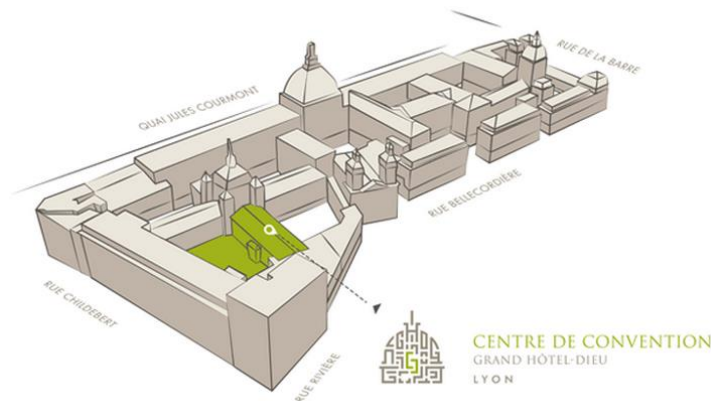 RUE DE LA BARRE
QUAI JULES COURMONT
RUE BELLECORDIÈRE
RUE CHILDEBERT
RUE RIVIÈRE
CENTRE DE CONVENTION
GRAND HÔTEL-DIEU
LYON